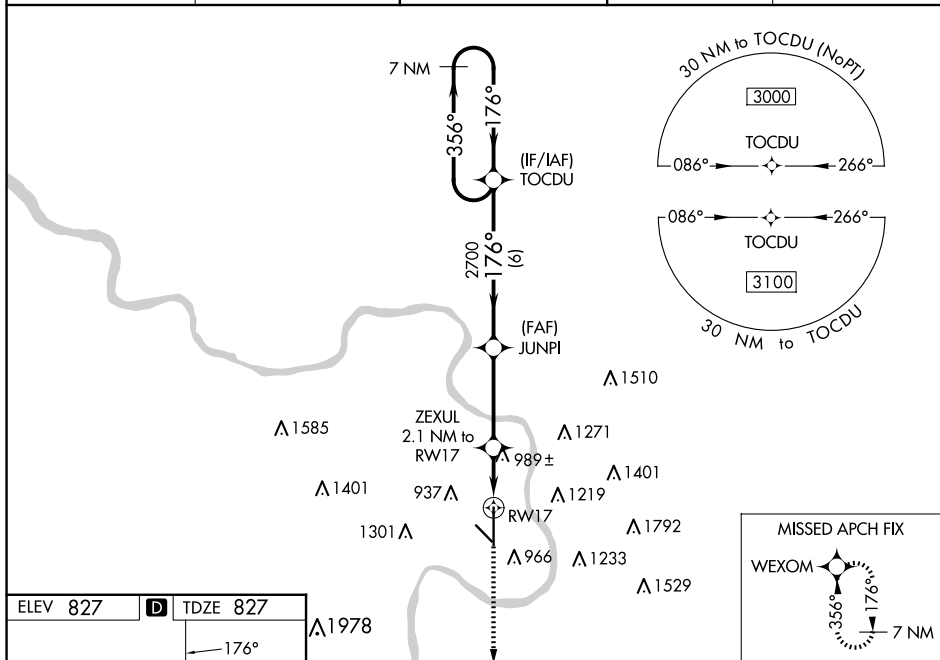 7 NM
356°
176°
(IF/IAF)
TOCDU
2700
176°
(6)
(FAF)
JUNPI
ZEXUL
2.1 NM to
RW17
RW17
30 NM to TOCDU (NoPT)
3000
TOCDU
086°
266°
086°
266°
TOCDU
3100
30 NM to TOCDU
1510
1585
1271
989±
1401
1401
937
1219
1301
1792
966
1233
1529
1978
MISSED APCH FIX
WEXOM
356°
176°
7 NM
ELEV 827 D TDZE 827
176°